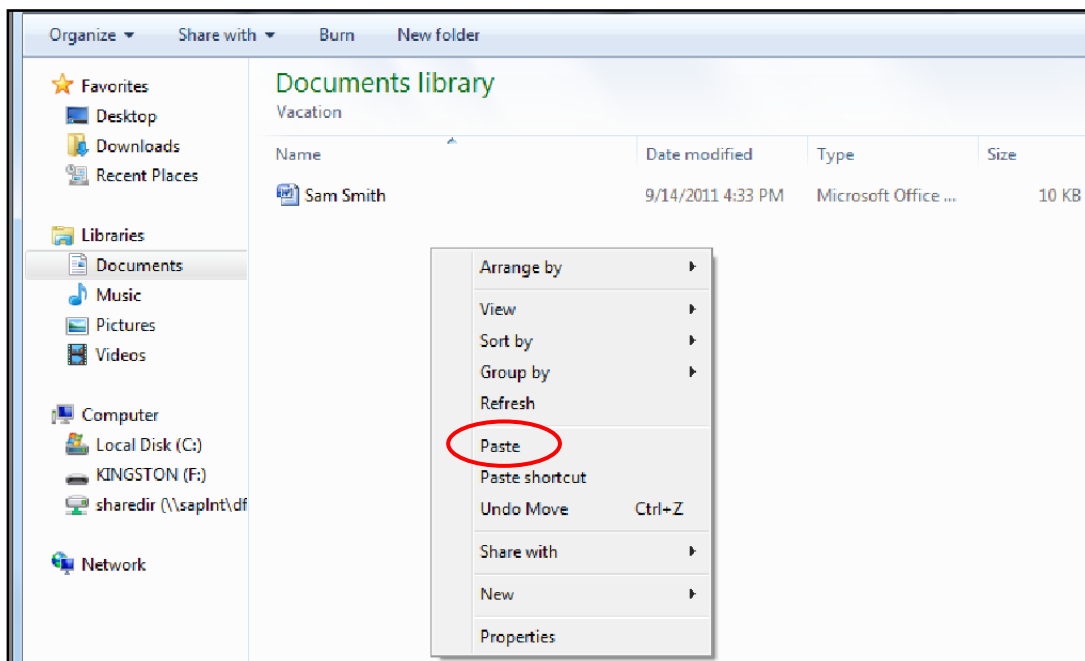 Organize Share with Burn New folder
Favorites
Desktop
Downloads
Recent Places
Libraries
Documents
Music
Pictures
Videos
Computer
Local Disk (C:)
KINGSTON (F:)
sharedir (\\sapInt\df
Network
Documents library
Vacation
Name Date modified Type Size
Sam Smith 9/14/2011 4:33 PM Microsoft Office ... 10 KB
Arrange by
View
Sort by
Group by
Refresh
Paste
Paste shortcut
Undo Move Ctrl+Z
Share with
New
Properties